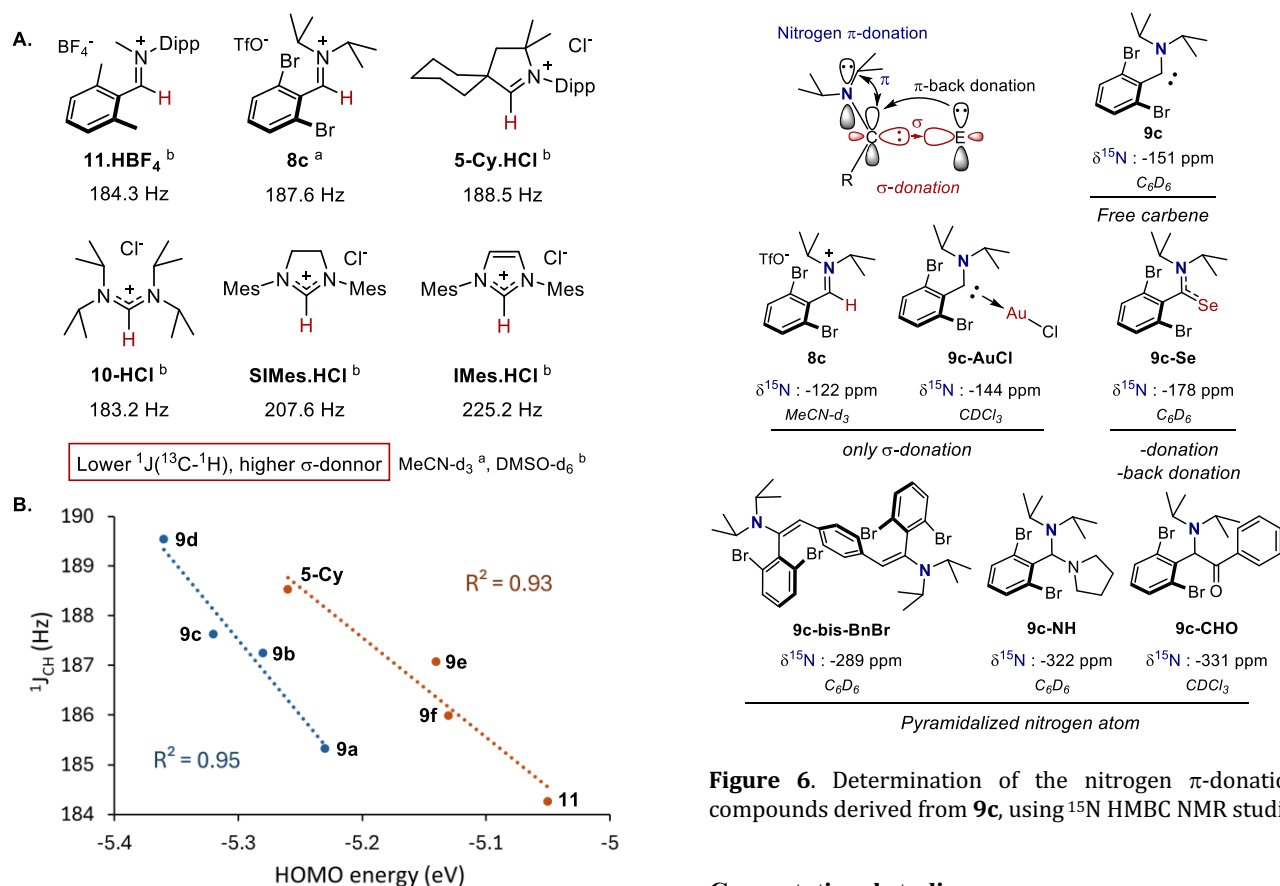 A.
BF4-
N
+
Dipp
H
11.HBF4 b
184.3 Hz
TfO-
Br
N
+
H
Br
8c a
187.6 Hz
Cl-
N
+
Dipp
H
5-Cy.HCl b
188.5 Hz
Cl-
N
+
N
H
10-HCl b
183.2 Hz
Cl-
Mes
N
+
N
Mes
H
SIMes.HCl b
207.6 Hz
Cl-
Mes
N
+
N
Mes
H
IMes.HCl b
225.2 Hz
Lower 1J(13C-1H), higher σ-donnor
MeCN-d3 a, DMSO-d6 b
B.
190
189
188
187
186
185
184
1JCH (Hz)
9d
5-Cy
R2 = 0.93
9c
9b
9e
9f
9a
R2 = 0.95
11
-5.4
-5.3
-5.2
-5.1
-5
HOMO energy (eV)
Nitrogen π-donation
π-back donation
N
π
C
σ
E
R
σ-donation
Br
N
Br
9c
δ15N : -151 ppm
C6D6
Free carbene
TfO-
Br
N
+
H
Br
8c
δ15N : -122 ppm
MeCN-d3
Br
N
Br
Au
Cl
9c-AuCl
δ15N : -144 ppm
CDCl3
only σ-donation
Br
N
Se
Br
9c-Se
δ15N : -178 ppm
C6D6
-donation
-back donation
N
Br
Br
Br
Br
N
9c-bis-BnBr
δ15N : -289 ppm
C6D6
Br
N
N
Br
9c-NH
δ15N : -322 ppm
C6D6
Br
N
Br
O
9c-CHO
δ15N : -331 ppm
CDCl3
Pyramidalized nitrogen atom
Figure 6. Determination of the nitrogen π-donatio
compounds derived from 9c, using 15N HMBC NMR studi